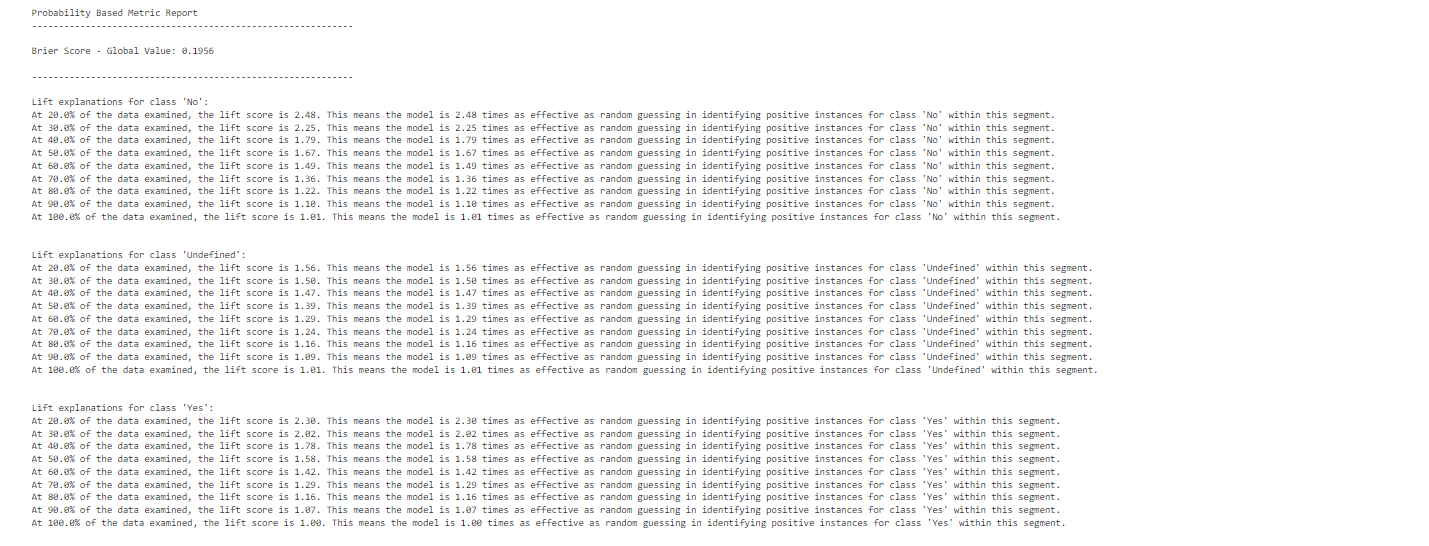 Probability Based Metric Report
------------------------------------------------------------
Brier Score - Global Value: 0.1956
------------------------------------------------------------
Lift explanations for class 'No':
At 20.0% of the data examined, the lift score is 2.48. This means the model is 2.48 times as effective as random guessing in identifying positive instances for class 'No' within this segment.
At 30.0% of the data examined, the lift score is 2.25. This means the model is 2.25 times as effective as random guessing in identifying positive instances for class 'No' within this segment.
At 40.0% of the data examined, the lift score is 1.79. This means the model is 1.79 times as effective as random guessing in identifying positive instances for class 'No' within this segment.
At 50.0% of the data examined, the lift score is 1.67. This means the model is 1.67 times as effective as random guessing in identifying positive instances for class 'No' within this segment.
At 60.0% of the data examined, the lift score is 1.49. This means the model is 1.49 times as effective as random guessing in identifying positive instances for class 'No' within this segment.
At 70.0% of the data examined, the lift score is 1.36. This means the model is 1.36 times as effective as random guessing in identifying positive instances for class 'No' within this segment.
At 80.0% of the data examined, the lift score is 1.22. This means the model is 1.22 times as effective as random guessing in identifying positive instances for class 'No' within this segment.
At 90.0% of the data examined, the lift score is 1.10. This means the model is 1.10 times as effective as random guessing in identifying positive instances for class 'No' within this segment.
At 100.0% of the data examined, the lift score is 1.01. This means the model is 1.01 times as effective as random guessing in identifying positive instances for class 'No' within this segment.
Lift explanations for class 'Undefined':
At 20.0% of the data examined, the lift score is 1.56. This means the model is 1.56 times as effective as random guessing in identifying positive instances for class 'Undefined' within this segment.
At 30.0% of the data examined, the lift score is 1.50. This means the model is 1.50 times as effective as random guessing in identifying positive instances for class 'Undefined' within this segment.
At 40.0% of the data examined, the lift score is 1.47. This means the model is 1.47 times as effective as random guessing in identifying positive instances for class 'Undefined' within this segment.
At 50.0% of the data examined, the lift score is 1.39. This means the model is 1.39 times as effective as random guessing in identifying positive instances for class 'Undefined' within this segment.
At 60.0% of the data examined, the lift score is 1.29. This means the model is 1.29 times as effective as random guessing in identifying positive instances for class 'Undefined' within this segment.
At 70.0% of the data examined, the lift score is 1.24. This means the model is 1.24 times as effective as random guessing in identifying positive instances for class 'Undefined' within this segment.
At 80.0% of the data examined, the lift score is 1.16. This means the model is 1.16 times as effective as random guessing in identifying positive instances for class 'Undefined' within this segment.
At 90.0% of the data examined, the lift score is 1.09. This means the model is 1.09 times as effective as random guessing in identifying positive instances for class 'Undefined' within this segment.
At 100.0% of the data examined, the lift score is 1.01. This means the model is 1.01 times as effective as random guessing in identifying positive instances for class 'Undefined' within this segment.
Lift explanations for class 'Yes':
At 20.0% of the data examined, the lift score is 2.30. This means the model is 2.30 times as effective as random guessing in identifying positive instances for class 'Yes' within this segment.
At 30.0% of the data examined, the lift score is 2.02. This means the model is 2.02 times as effective as random guessing in identifying positive instances for class 'Yes' within this segment.
At 40.0% of the data examined, the lift score is 1.78. This means the model is 1.78 times as effective as random guessing in identifying positive instances for class 'Yes' within this segment.
At 50.0% of the data examined, the lift score is 1.58. This means the model is 1.58 times as effective as random guessing in identifying positive instances for class 'Yes' within this segment.
At 60.0% of the data examined, the lift score is 1.42. This means the model is 1.42 times as effective as random guessing in identifying positive instances for class 'Yes' within this segment.
At 70.0% of the data examined, the lift score is 1.29. This means the model is 1.29 times as effective as random guessing in identifying positive instances for class 'Yes' within this segment.
At 80.0% of the data examined, the lift score is 1.16. This means the model is 1.16 times as effective as random guessing in identifying positive instances for class 'Yes' within this segment.
At 90.0% of the data examined, the lift score is 1.07. This means the model is 1.07 times as effective as random guessing in identifying positive instances for class 'Yes' within this segment.
At 100.0% of the data examined, the lift score is 1.00. This means the model is 1.00 times as effective as random guessing in identifying positive instances for class 'Yes' within this segment.